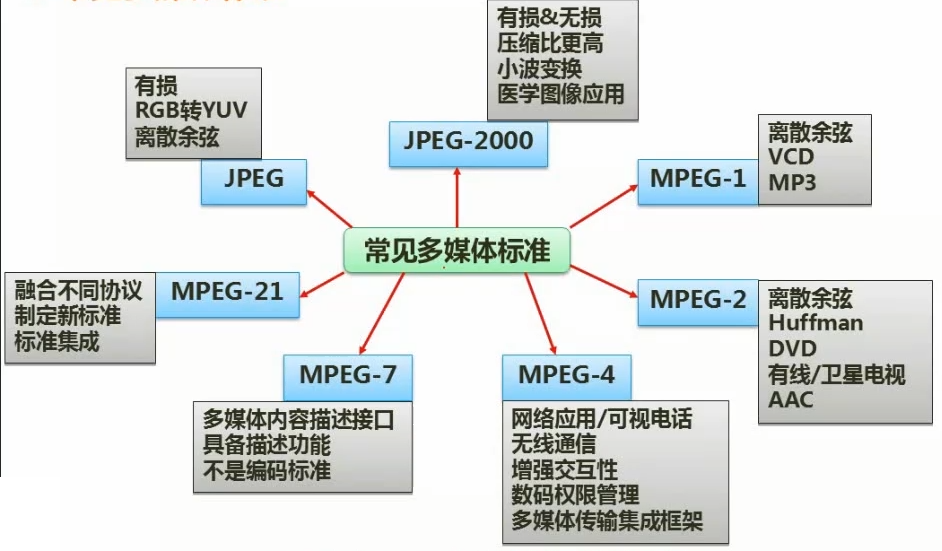 有损&无损
压缩比更高
小波变换
医学图像应用
JPEG-2000
有损
RGB转YUV
离散余弦
JPEG
离散余弦
VCD
MP3
MPEG-1
常见多媒体标准
融合不同协议
制定新标准
标准集成
MPEG-21
MPEG-2
离散余弦
Huffman
DVD
有线/卫星电视
AAC
MPEG-7
多媒体内容描述接口
具备描述功能
不是编码标准
MPEG-4
网络应用/可视电话
无线通信
增强交互性
数码权限管理
多媒体传输集成框架